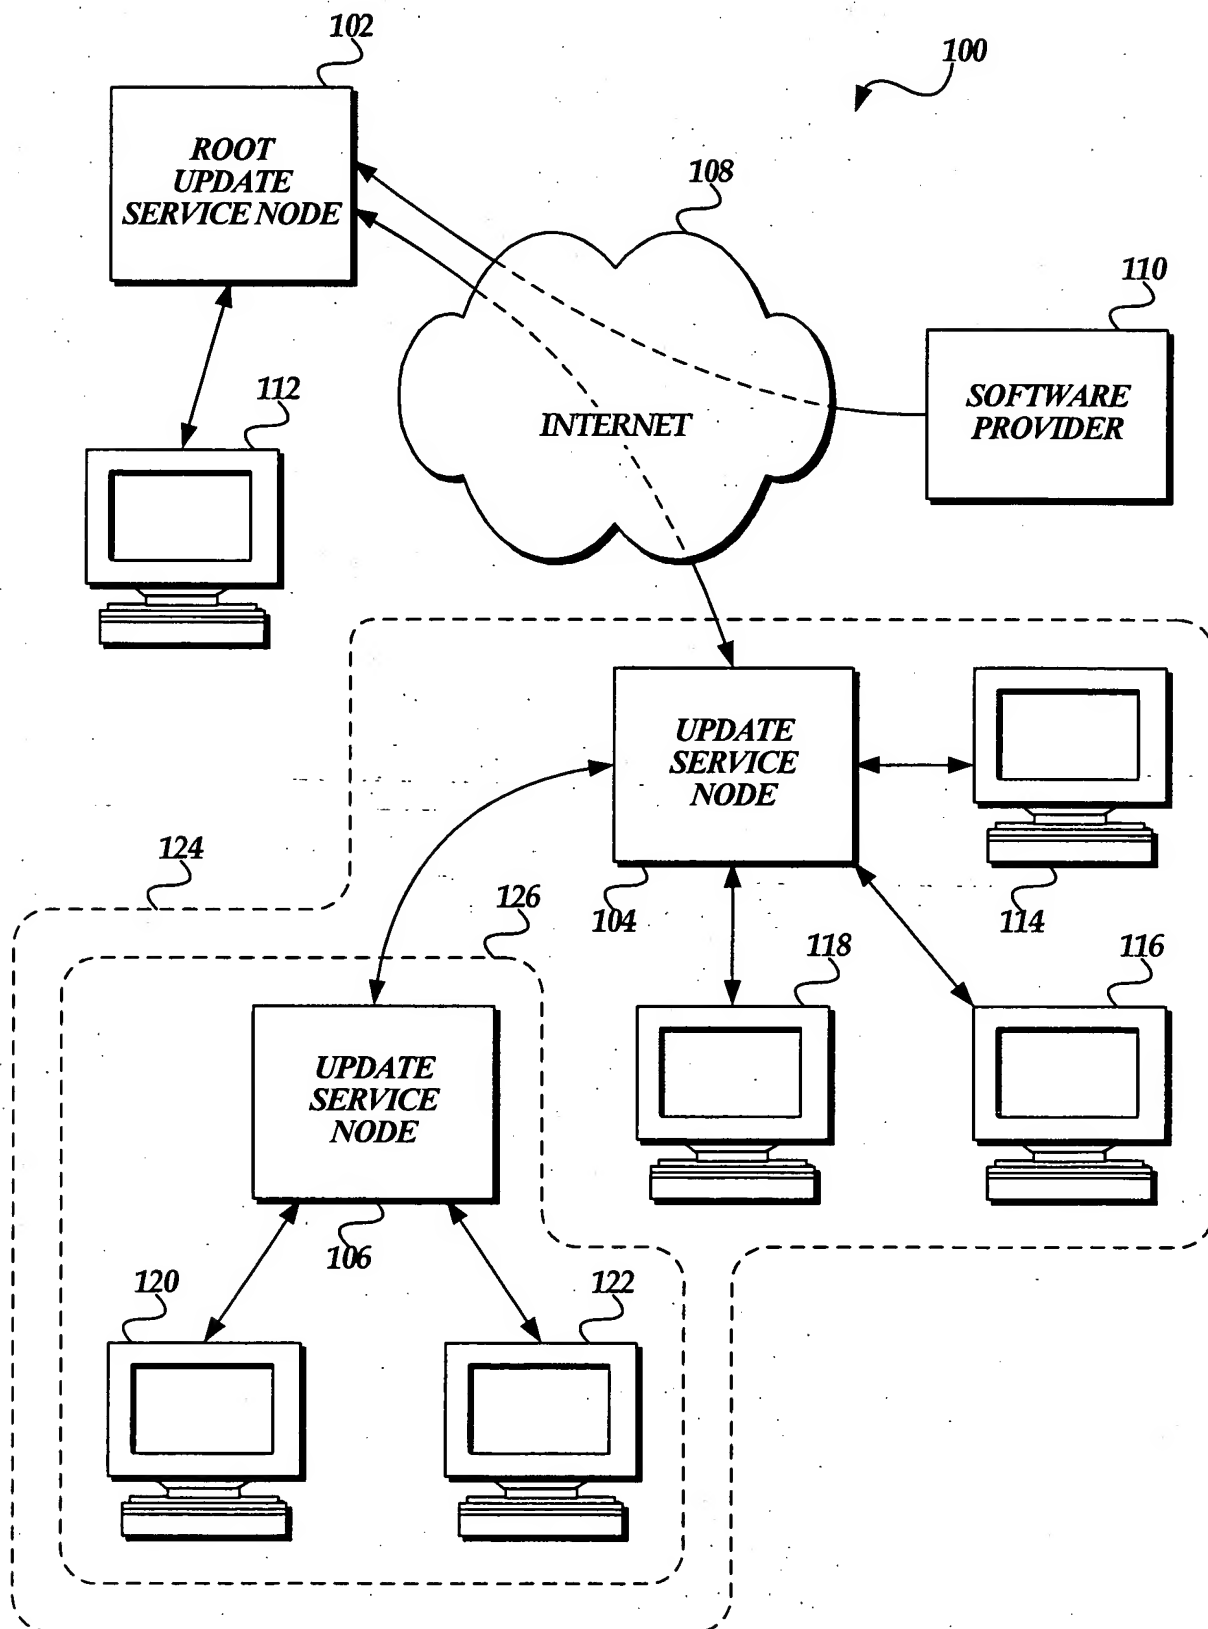 102
100
ROOT
UPDATE
SERVICE NODE
108
110
SOFTWARE
PROVIDER
INTERNET
112
UPDATE
SERVICE
NODE
124
126
104
114
118
116
UPDATE
SERVICE
NODE
106
120
122